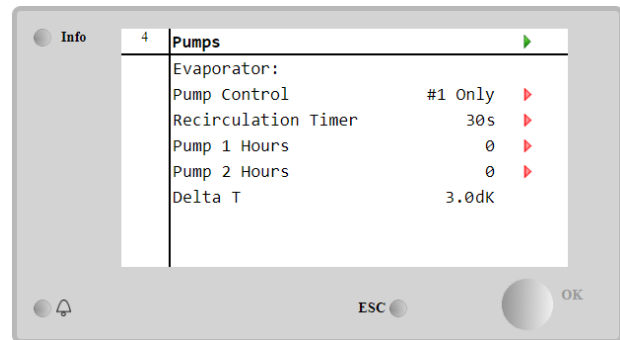 Info
4 Pumps
Evaporator:
Pump Control #1 Only
Recirculation Timer 30s
Pump 1 Hours 0
Pump 2 Hours 0
Delta T 3.0dK
ESC
OK